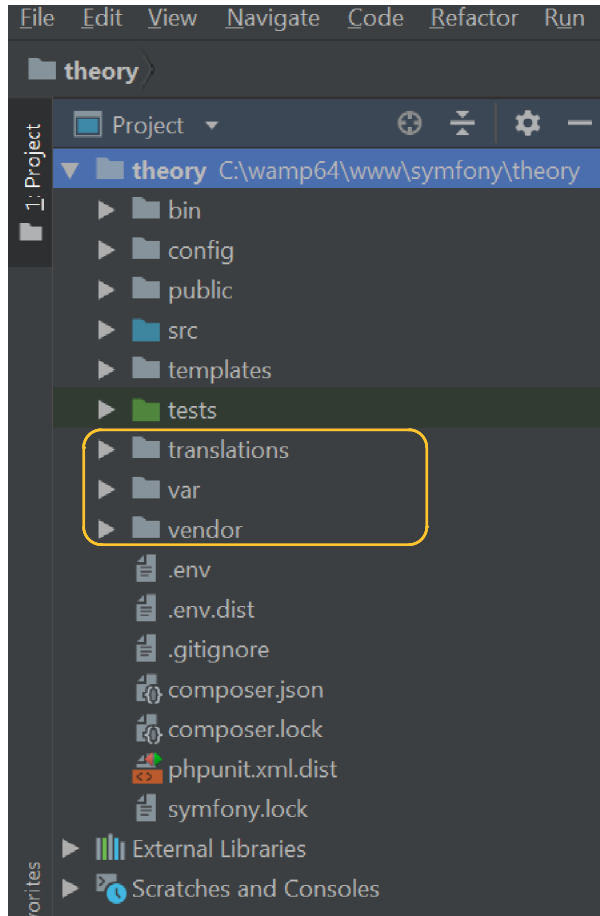 File Edit View Navigate Code Refactor Run
theory
1: Project
Project
theory C:\wamp64\www\symfony\theory
bin
config
public
src
templates
tests
translations
var
vendor
.env
.env.dist
.gitignore
composer.json
composer.lock
phpunit.xml.dist
symfony.lock
External Libraries
Scratches and Consoles